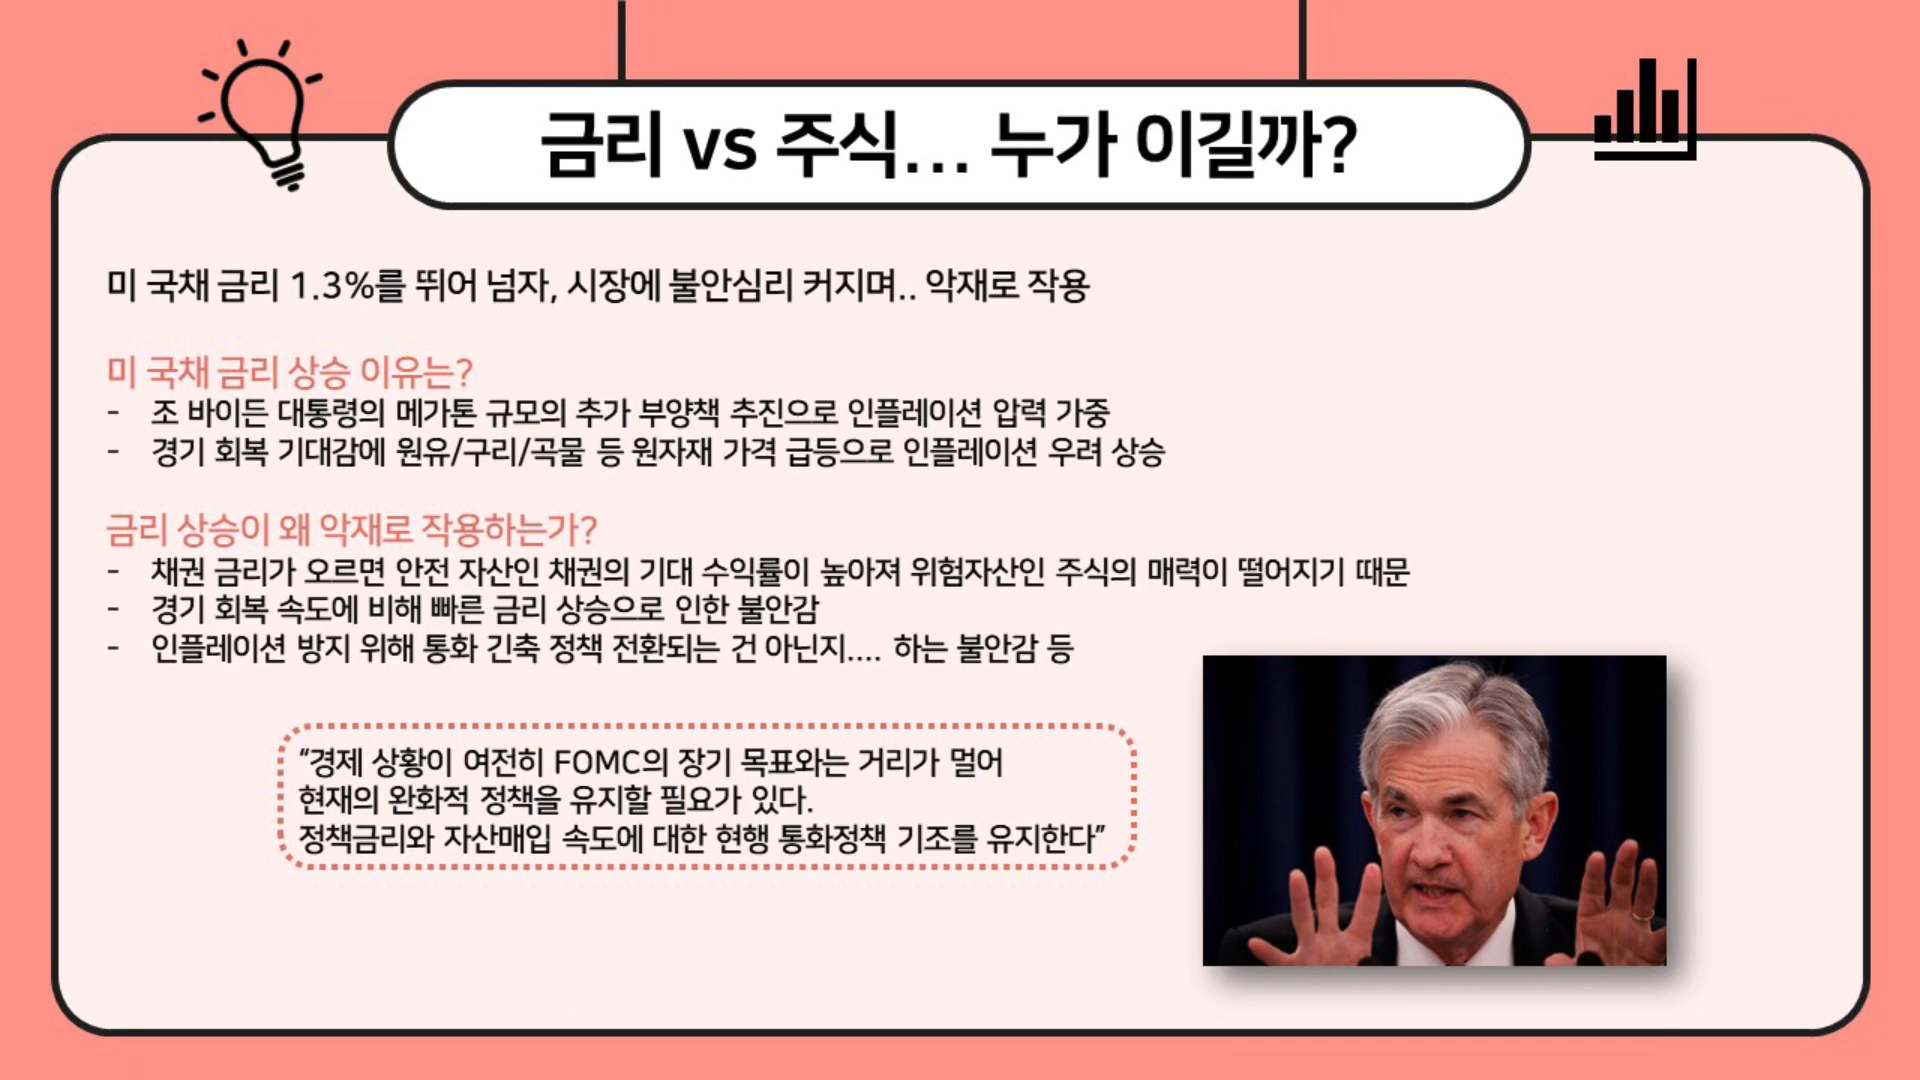 금리 vs 주식... 누가 이길까?
미 국채 금리 1.3%를 뛰어 넘자, 시장에 불안심리 커지며.. 악재로 작용
미 국채 금리 상승 이유는?
- 조 바이든 대통령의 메가톤 규모의 추가 부양책 추진으로 인플레이션 압력 가중
- 경기 회복 기대감에 원유/구리/곡물 등 원자재 가격 급등으로 인플레이션 우려 상승
금리 상승이 왜 악재로 작용하는가?
- 채권 금리가 오르면 안전 자산인 채권의 기대 수익률이 높아져 위험자산인 주식의 매력이 떨어지기 때문
- 경기 회복 속도에 비해 빠른 금리 상승으로 인한 불안감
- 인플레이션 방지 위해 통화 긴축 정책 전환되는 건 아닌지.... 하는 불안감 등
“경제 상황이 여전히 FOMC의 장기 목표와는 거리가 멀어
현재의 완화적 정책을 유지할 필요가 있다.
정책금리와 자산매입 속도에 대한 현행 통화정책 기조를 유지한다”